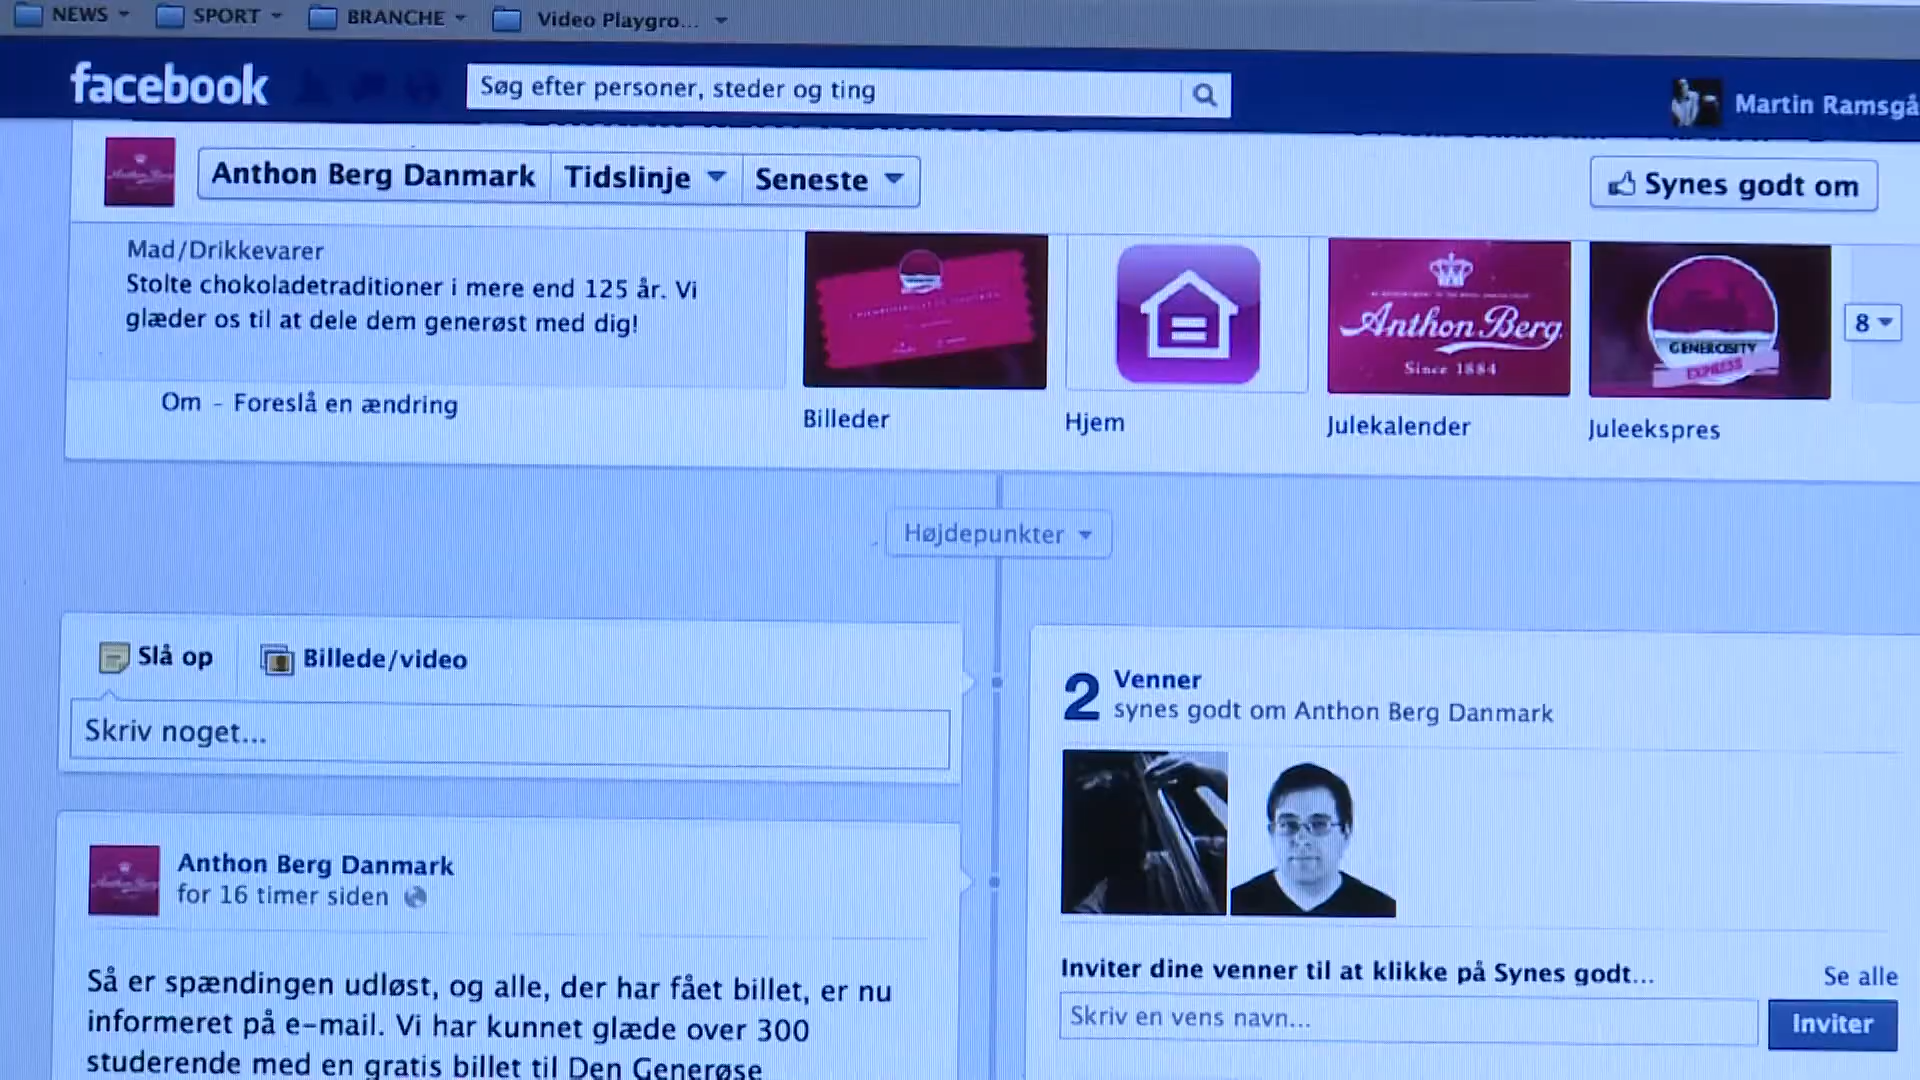 NEWS SPORT BRANCHE Video Playgro...
facebook Søg efter personer, steder og ting Martin Ramsgå
Anthon Berg Danmark Tidslinje Seneste Synes godt om
Mad/Drikkevarer
Stolte chokoladetraditioner i mere end 125 år. Vi
glæder os til at dele dem generøst med dig!
Om - Foreslå en ændring
Anthon Berg
Since 1884
GENEROSITY
EXPRESS
8
Billeder Hjem Julekalender Juleekspres
Højdepunkter
Slå op Billede/video
Skriv noget...
2 Venner
synes godt om Anthon Berg Danmark
Anthon Berg Danmark
for 16 timer siden
Så er spændingen udløst, og alle, der har fået billet, er nu
informeret på e-mail. Vi har kunnet glæde over 300
studerende med en gratis billet til Den Generøse
Inviter dine venner til at klikke på Synes godt... Se alle
Skriv en vens navn... Inviter